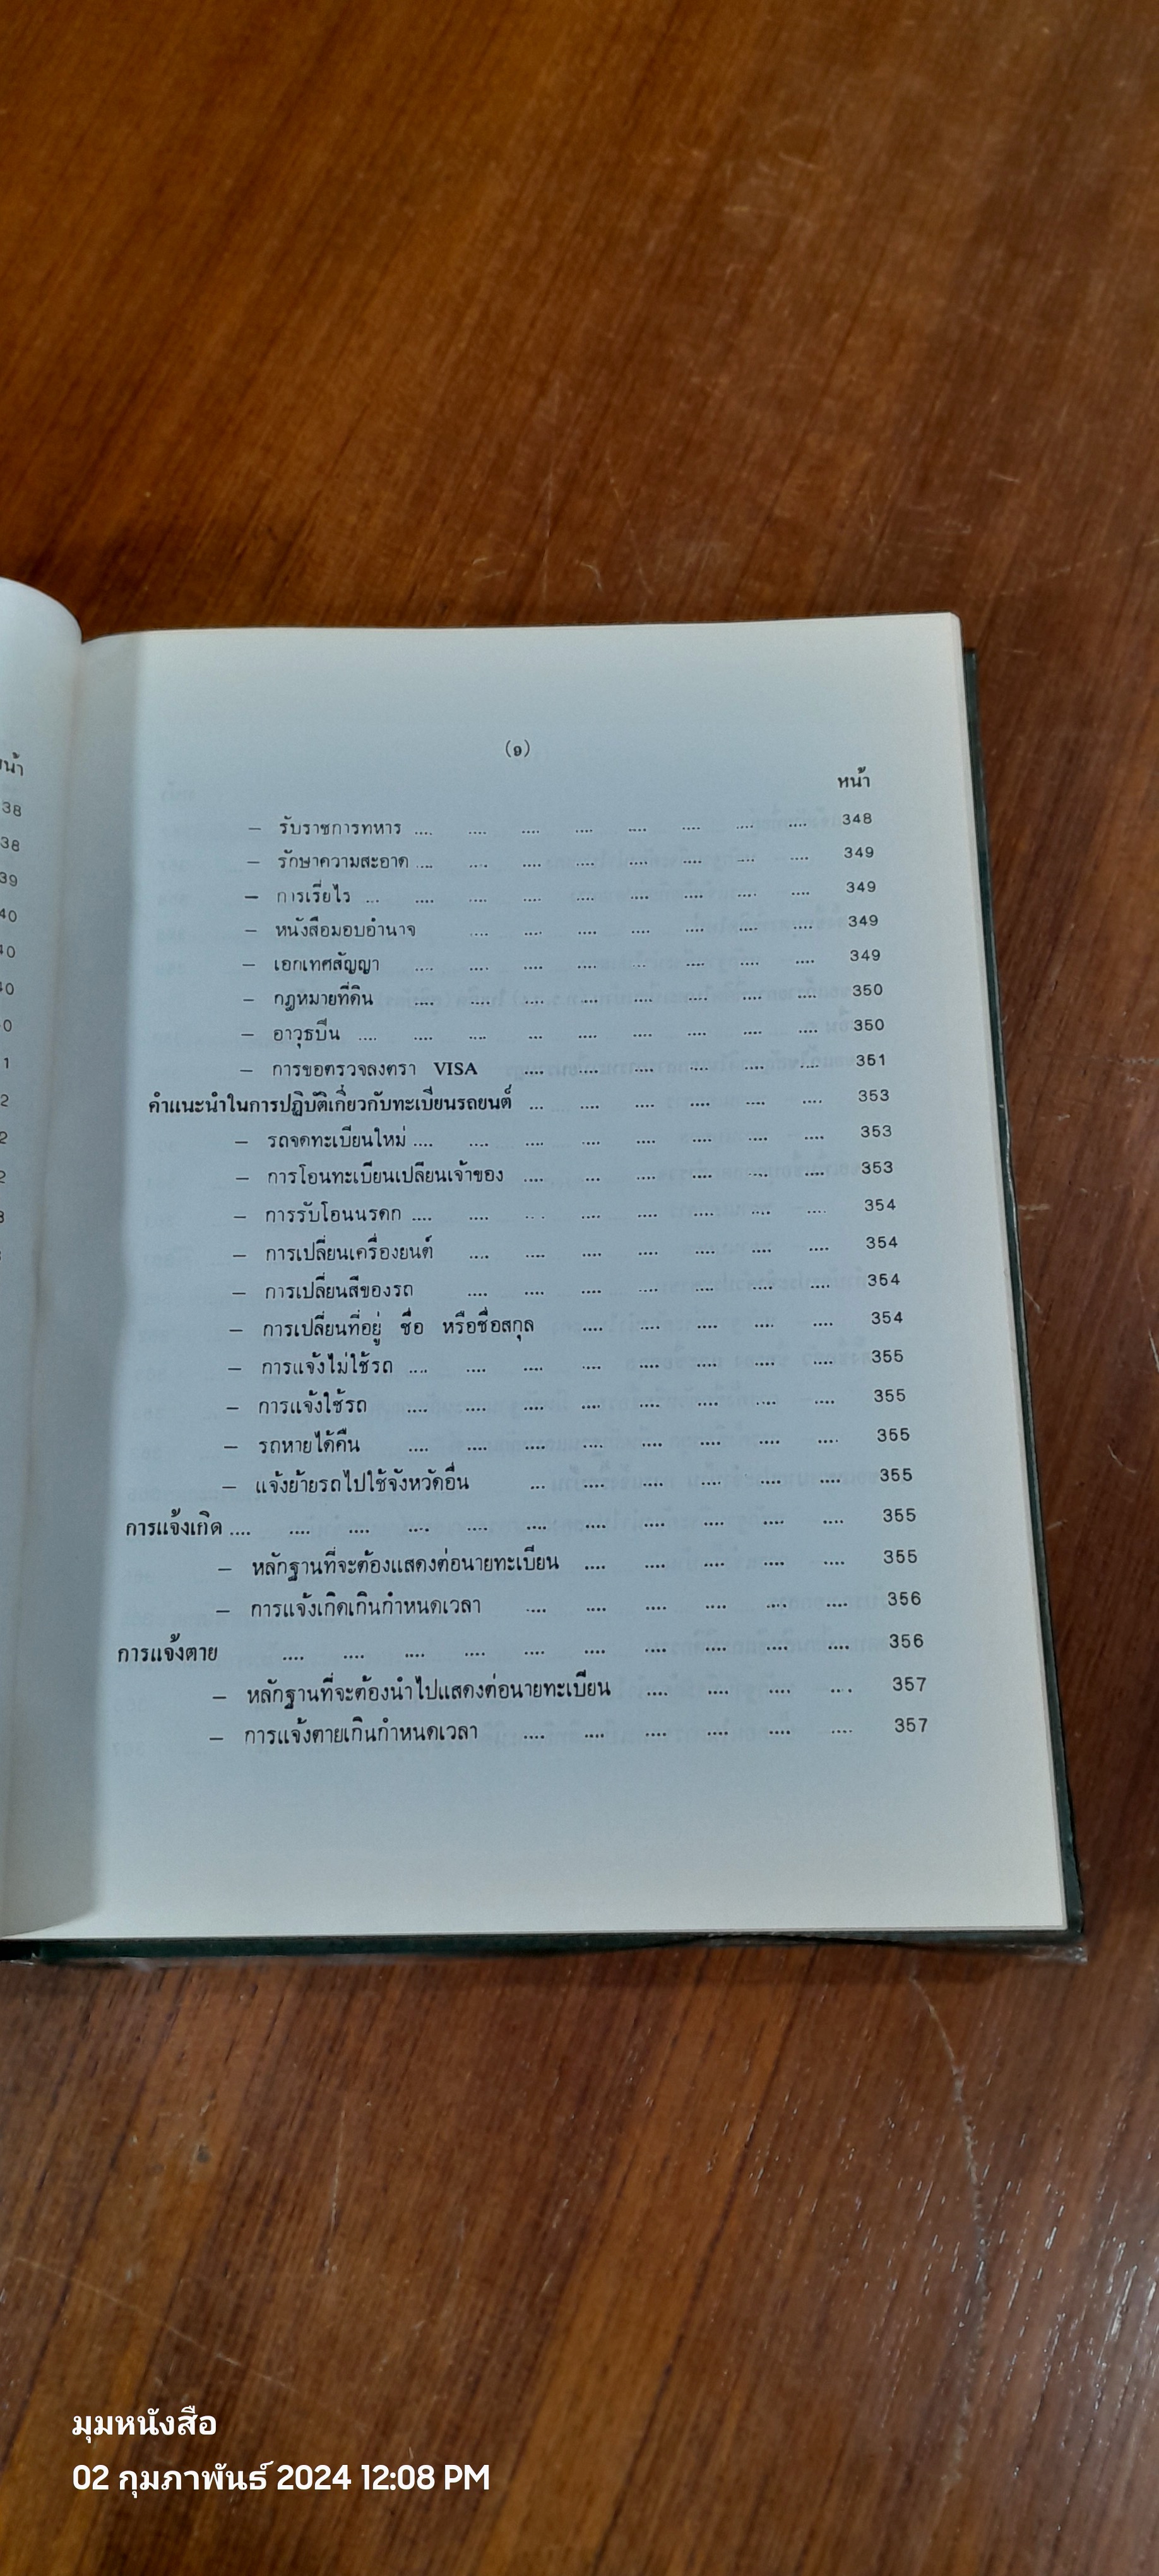 (๑)
หน้า
— รับราชการทหาร .... .... .... .... .... .... .... .... 348
— รักษาความสะอาด .... .... .... .... .... .... .... .... 349
— การเรี่ยไร ... .... .... .... .... .... .... .... .... 349
— หนังสือมอบอำนาจ .... .... .... .... .... .... .... 349
— เอกเทศสัญญา .... .... .... .... .... .... .... .... 349
— กฎหมายที่ดิน .... .... .... .... .... .... .... .... 350
— อาวุธปืน .... .... .... ... .... .... .... .... .... 350
— การขอตรวจลงตรา VISA .... .... .... .... .... .... 351
คำแนะนำในการปฏิบัติเกี่ยวกับทะเบียนรถยนต์ ... .... .... .... .... .... 353
— รถจดทะเบียนใหม่ .... .... .... .... .... .... .... .... 353
— การโอนทะเบียนเปลี่ยนเจ้าของ .... ... .... .... .... .... 353
— การรับโอนมรดก .... .... .... .... .... .... .... .... 354
— การเปลี่ยนเครื่องยนต์ .... .... .... .... .... .... .... 354
— การเปลี่ยนสีของรถ .... .... .... .... .... .... .... 354
— การเปลี่ยนที่อยู่ ชื่อ หรือชื่อสกุล .... .... .... .... .... 354
— การแจ้งไม่ใช้รถ .... .... .... .... .... .... .... .... 355
— การแจ้งใช้รถ .... .... .... .... .... .... .... .... 355
— รถหายได้คืน .... .... .... .... .... .... .... .... 355
— แจ้งย้ายรถไปใช้จังหวัดอื่น ... .... .... .... .... .... 355
การแจ้งเกิด .... .... .... .... .... .... .... .... .... .... .... 355
— หลักฐานที่จะต้องแสดงต่อนายทะเบียน .... .... .... .... .... 355
— การแจ้งเกิดเกินกำหนดเวลา .... .... .... .... .... .... 356
การแจ้งตาย .... .... .... .... .... .... .... .... .... .... 356
— หลักฐานที่จะต้องนำไปแสดงต่อนายทะเบียน .... .... .... .... 357
— การแจ้งตายเกินกำหนดเวลา .... .... .... .... .... .... 357
มุมหนังสือ
02 กุมภาพันธ์ 2024 12:08 PM